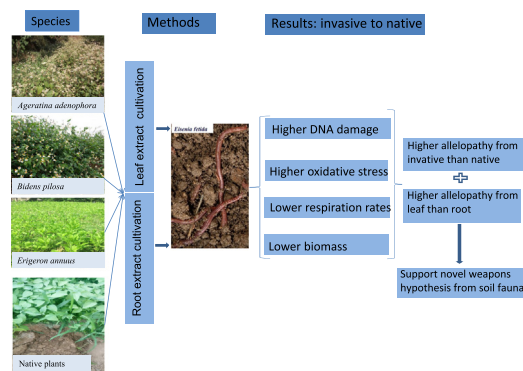 Species
Methods
Results: invasive to native
Ageratina adenophora
Bidens pilosa
Erigeron annuus
Native plants
Leaf extract cultivation
Root extract cultivation
Eisenia fetida
Higher DNA damage
Higher oxidative stress
Lower respiration rates
Lower biomass
Higher allelopathy from
invative than native
Higher allelopathy from
leaf than root
Support novel weapons
hypothesis from soil fauna